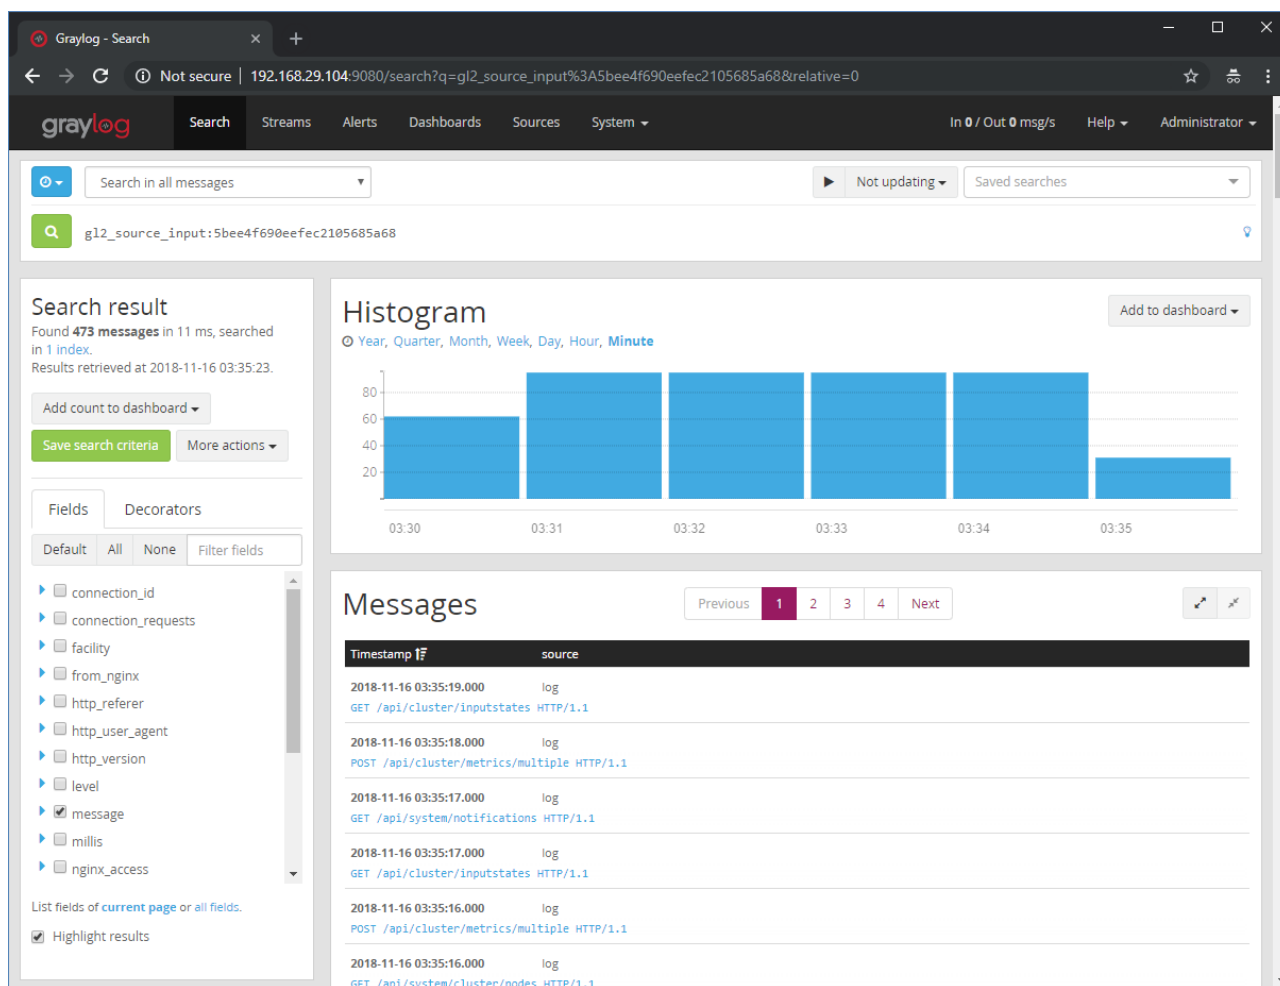 Graylog - Search
Not secure | 192.168.29.104:9080/search?q=gl2_source_input%3A5bee4f690eefec2105685a68&relative=0
graylog Search Streams Alerts Dashboards Sources System In 0 / Out 0 msg/s Help Administrator
Search in all messages Not updating Saved searches
gl2_source_input:5bee4f690eefec2105685a68
Search result
Found 473 messages in 11 ms, searched
in 1 index.
Results retrieved at 2018-11-16 03:35:23.
Add count to dashboard
Save search criteria More actions
Fields Decorators
Default All None Filter fields
connection_id
connection_requests
facility
from_nginx
http_referer
http_user_agent
http_version
level
message
millis
nginx_access
List fields of current page or all fields.
Highlight results
Histogram
Add to dashboard
Year, Quarter, Month, Week, Day, Hour, Minute
80
60
40
20
03:30 03:31 03:32 03:33 03:34 03:35
Messages
Previous 1 2 3 4 Next
Timestamp source
2018-11-16 03:35:19.000 log
GET /api/cluster/inputstates HTTP/1.1
2018-11-16 03:35:18.000 log
POST /api/cluster/metrics/multiple HTTP/1.1
2018-11-16 03:35:17.000 log
GET /api/system/notifications HTTP/1.1
2018-11-16 03:35:17.000 log
GET /api/cluster/inputstates HTTP/1.1
2018-11-16 03:35:16.000 log
POST /api/cluster/metrics/multiple HTTP/1.1
2018-11-16 03:35:16.000 log
GET /api/system/cluster/nodes HTTP/1.1